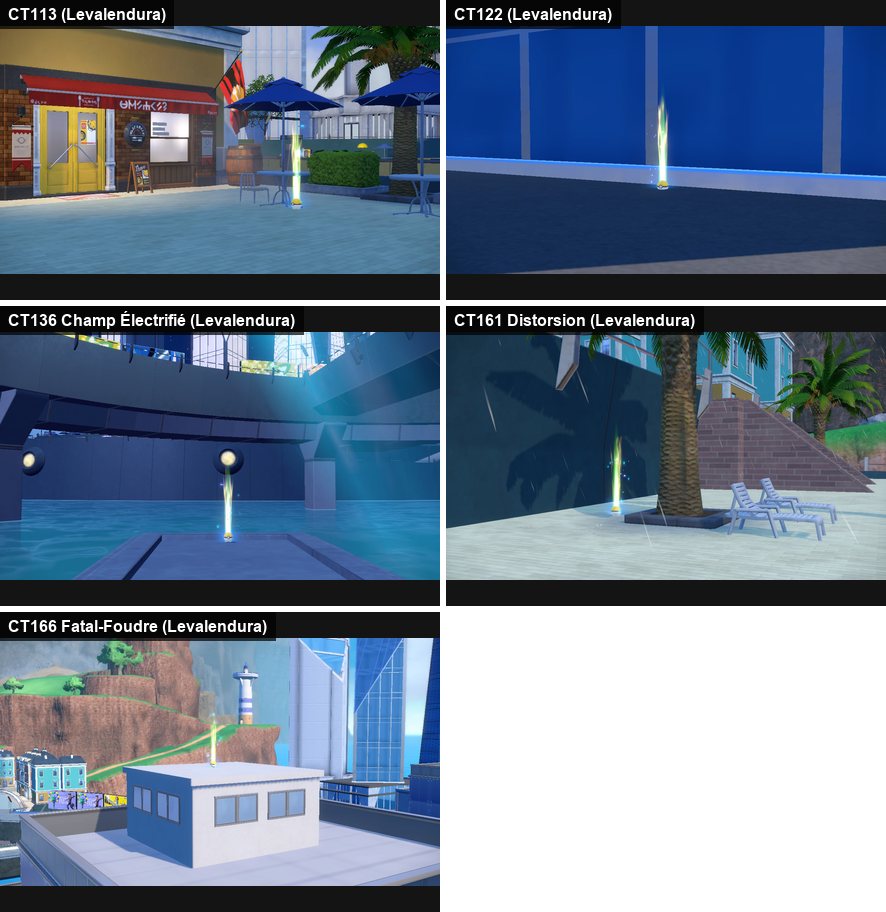 CT113 (Levalendura)
CT122 (Levalendura)
CT136 Champ Électrifié (Levalendura)
CT161 Distorsion (Levalendura)
CT166 Fatal-Foudre (Levalendura)